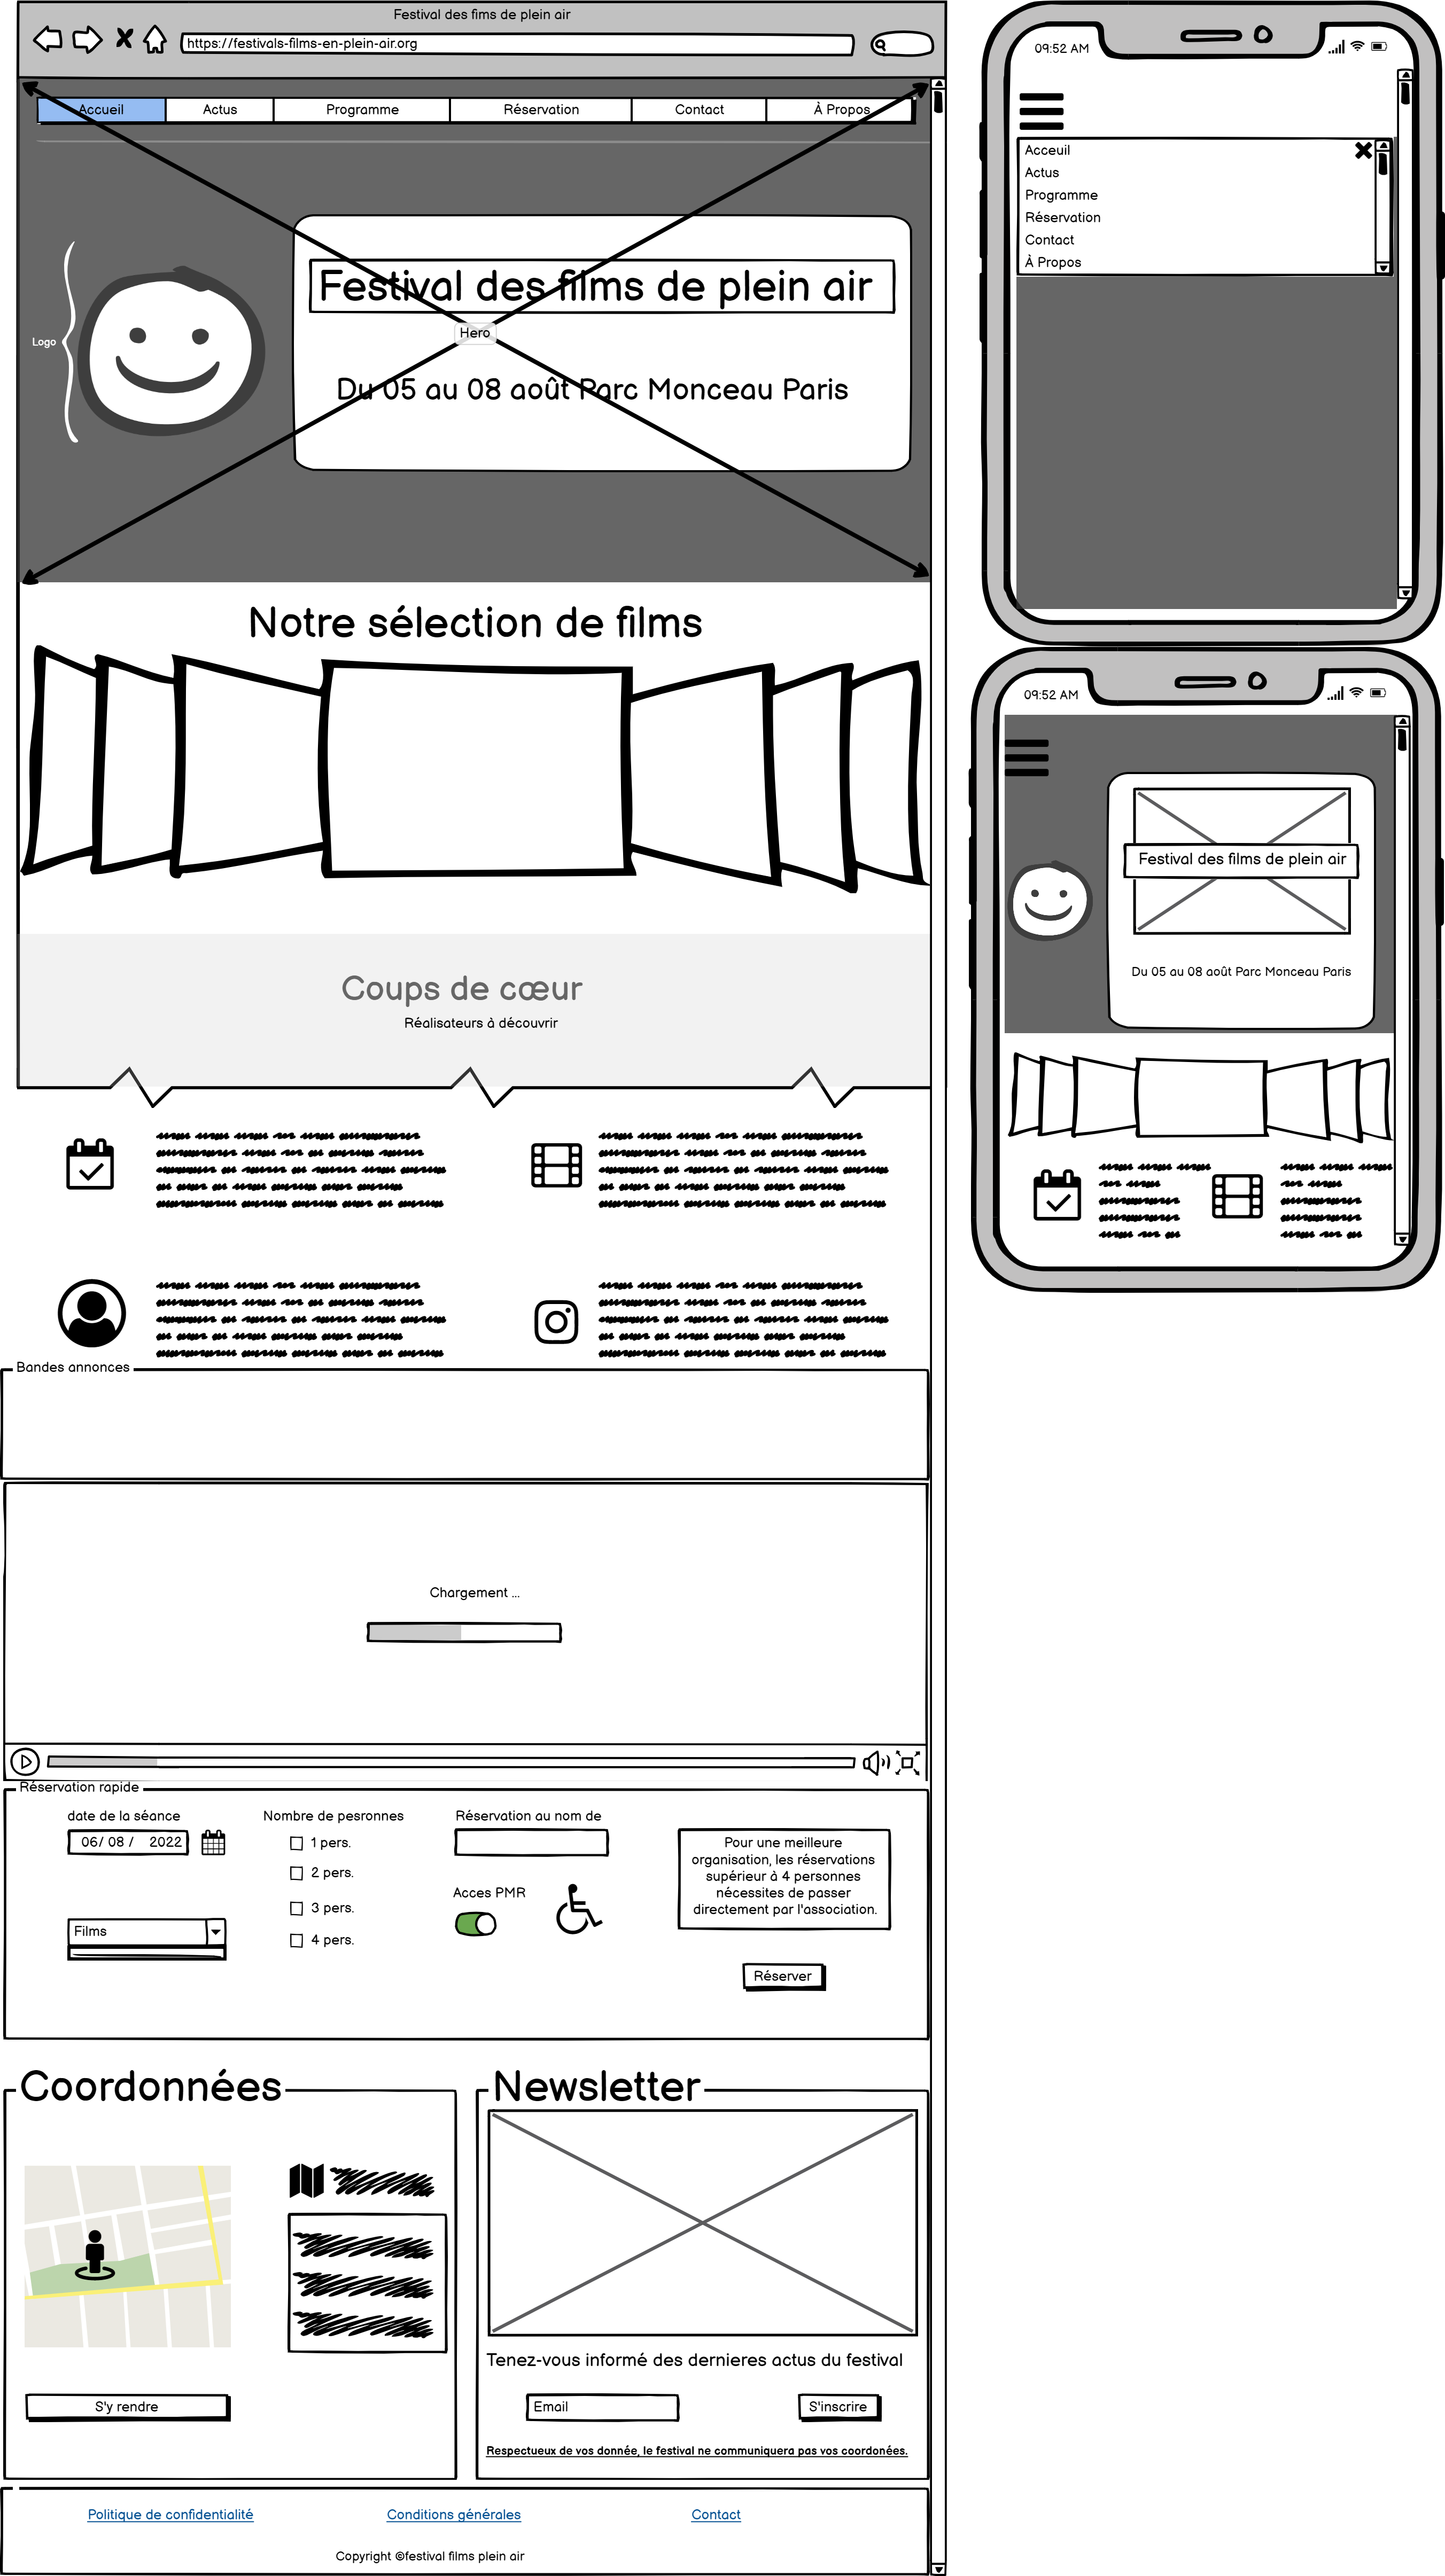 Festival des fims de plein air
https://festivals-films-en-plein-air.org
Accueil Actus Programme Réservation Contact À Propos
Logo
Festival des films de plein air
Hero
Du 05 au 08 août Parc Monceau Paris
Notre sélection de films
Coups de cœur
Réalisateurs à découvrir
Bandes annonces
Chargement ...
Réservation rapide
date de la séance
06/ 08 / 2022
Films
Nombre de pesronnes
1 pers.
2 pers.
3 pers.
4 pers.
Réservation au nom de
Acces PMR
Pour une meilleure
organisation, les réservations
supérieur à 4 personnes
nécessites de passer
directement par l'association.
Réserver
Coordonnées
S'y rendre
Newsletter
Tenez-vous informé des dernieres actus du festival
Email
S'inscrire
Respectueux de vos donnée, le festival ne communiquera pas vos coordonées.
Politique de confidentialité Conditions générales Contact
Copyright ©festival films plein air
09:52 AM
Acceuil
Actus
Programme
Réservation
Contact
À Propos
09:52 AM
Festival des films de plein air
Du 05 au 08 août Parc Monceau Paris